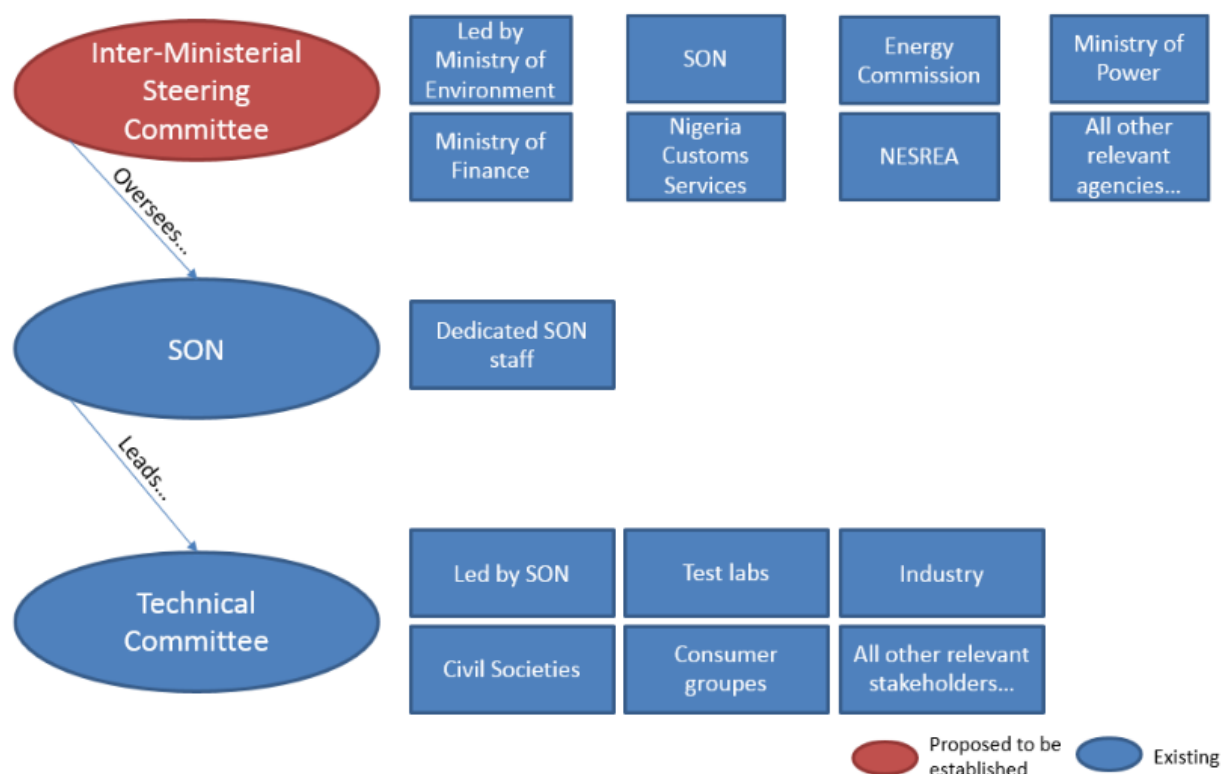 Inter-Ministerial
Steering
Committee
Led by
Ministry of
Environment
SON
Energy
Commission
Ministry of
Power
Ministry of
Finance
Nigeria
Customs
Services
NESREA
All other
relevant
agencies...
Oversees...
SON
Dedicated SON
staff
Leads...
Technical
Committee
Led by SON
Test labs
Industry
Civil Societies
Consumer
groupes
All other relevant
stakeholders...
Proposed to be
established
Existing